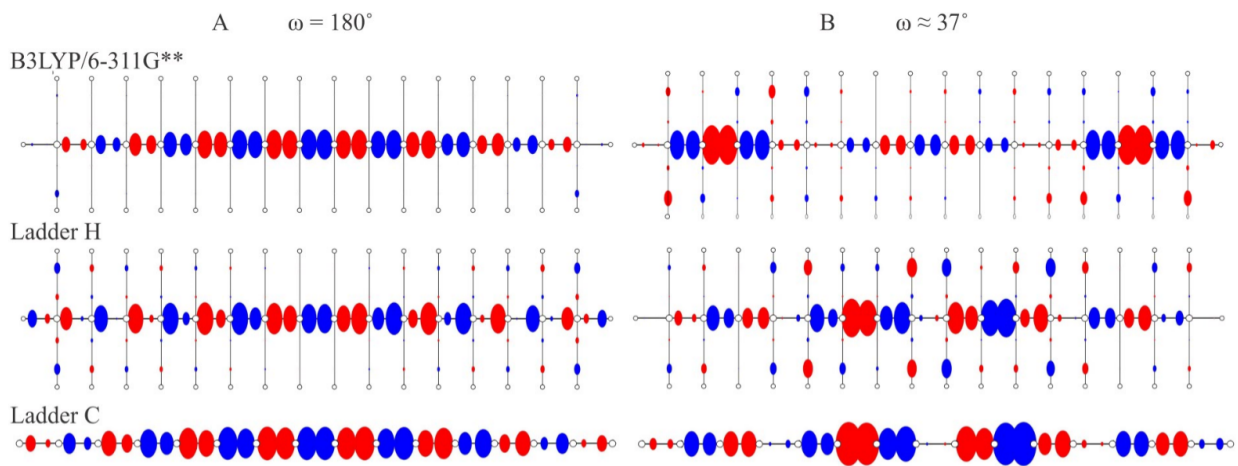 A ω = 180° B ω ≈ 37°
B3LYP/6-311G**
Ladder H
Ladder C